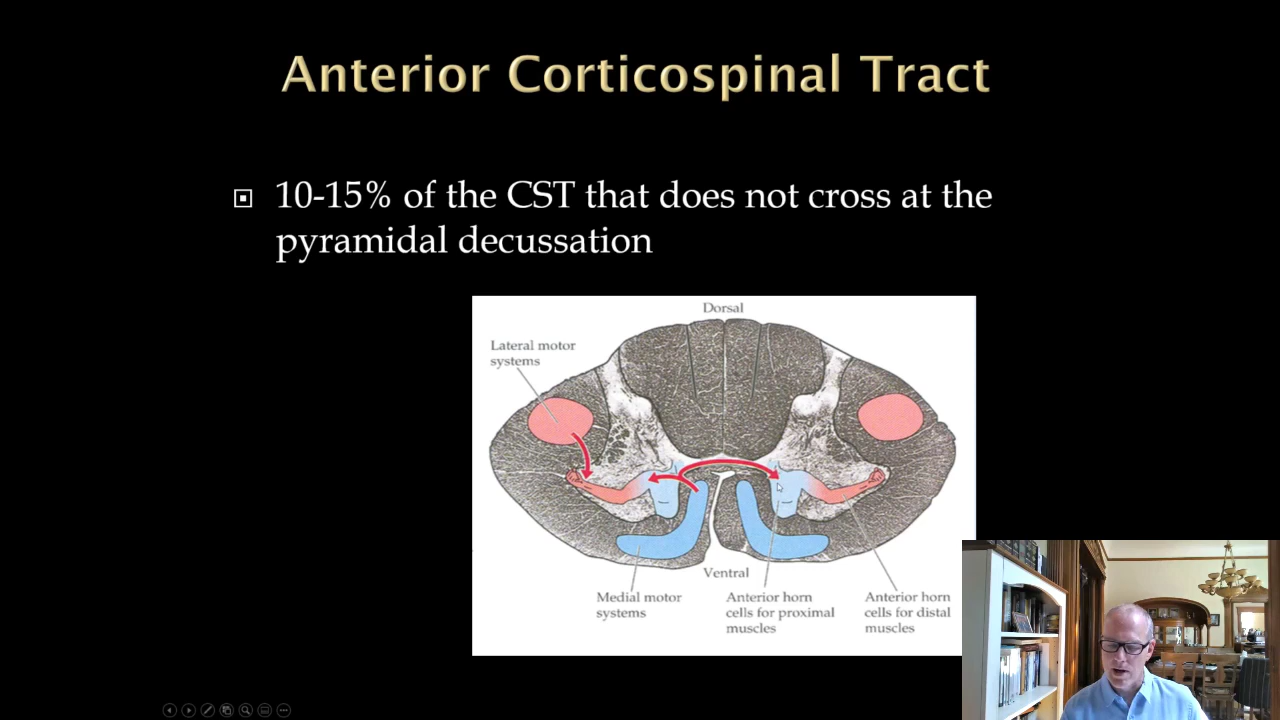 Anterior Corticospinal Tract
10-15% of the CST that does not cross at the
pyramidal decussation
Dorsal
Lateral motor
systems
Ventral
Medial motor
systems
Anterior horn
cells for proximal
muscles
Anterior horn
cells for distal
muscles